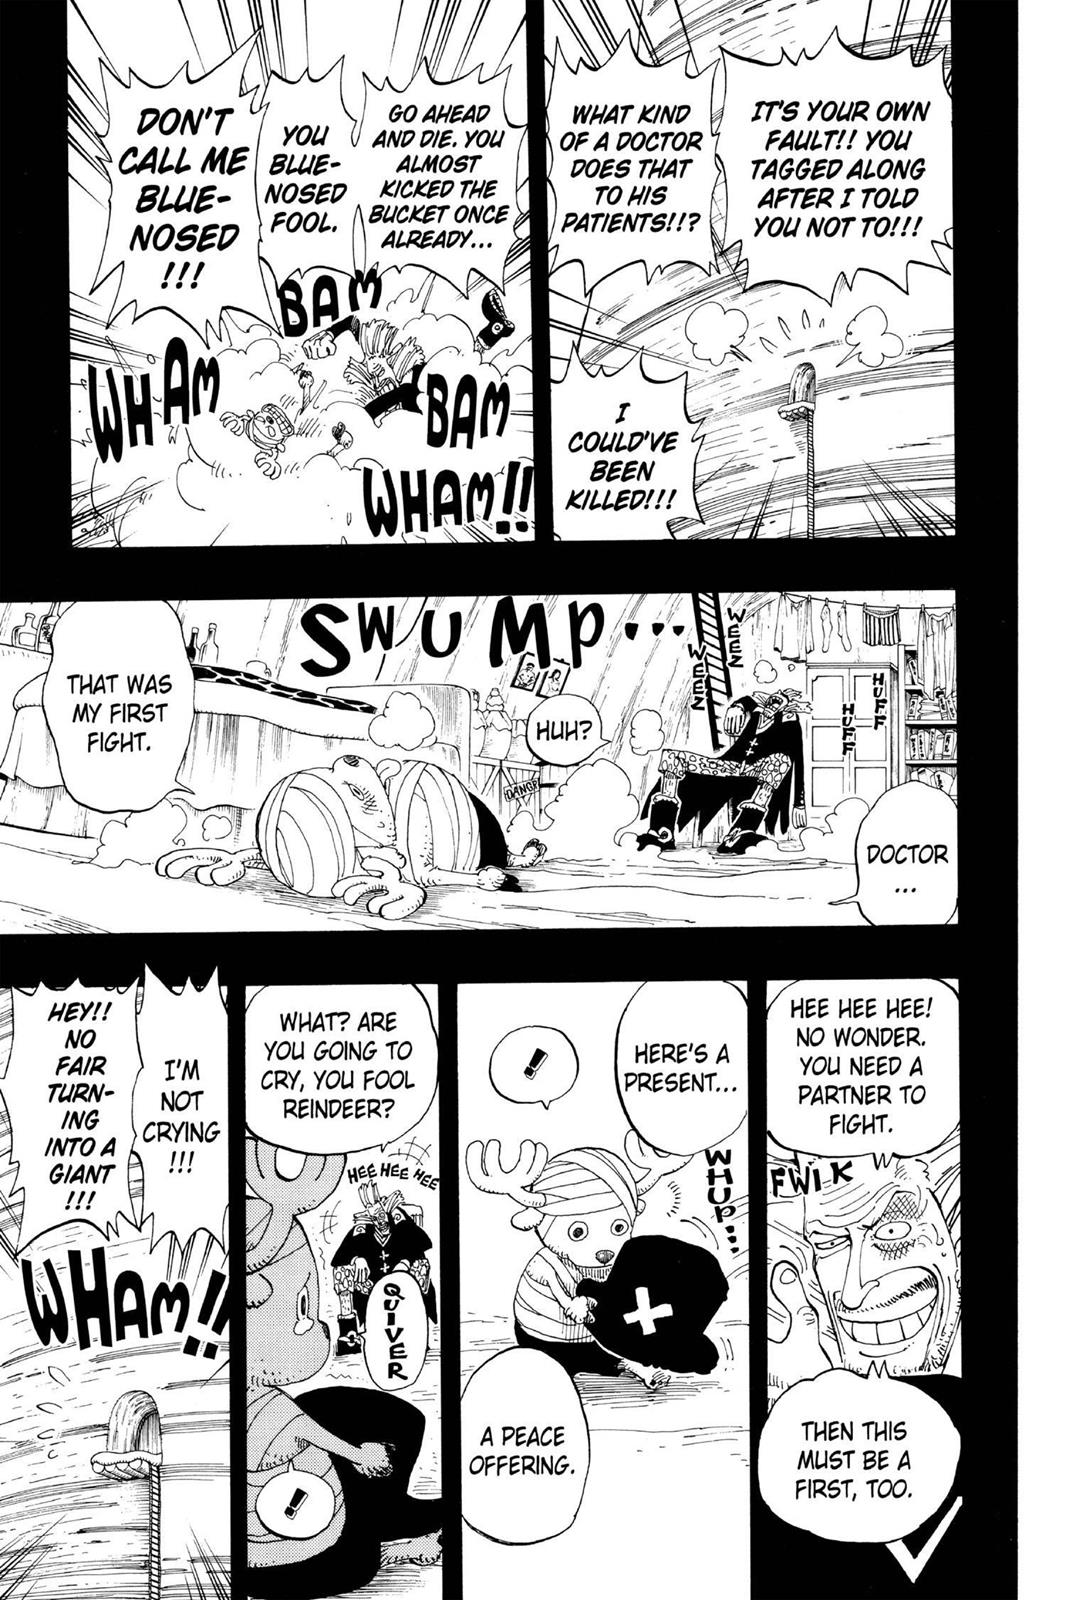 IT'S YOUR OWN
FAULT!! YOU
TAGGED ALONG
AFTER I TOLD
YOU NOT TO!!!
WHAT KIND
OF A DOCTOR
DOES THAT
TO HIS
PATIENTS!!?
I
COULD'VE
BEEN
KILLED!!!
GO AHEAD
AND DIE. YOU
ALMOST
KICKED THE
BUCKET ONCE
ALREADY...
YOU
BLUE-
NOSED
FOOL.
DON'T
CALL ME
BLUE-
NOSED
!!!
BAM
WHAM
BAM
WHAM!!
SWUMP...
WEEZ
WEEZ
HUFF
HUFF
DOCTOR
...
HUH?
DANGR
THAT WAS
MY FIRST
FIGHT.
HEE HEE HEE!
NO WONDER.
YOU NEED A
PARTNER TO
FIGHT.
FWIK
THEN THIS
MUST BE A
FIRST, TOO.
HERE'S A
PRESENT...
!
WHUP...
A PEACE
OFFERING.
WHAT? ARE
YOU GOING TO
CRY, YOU FOOL
REINDEER?
HEE HEE HEE
QUIVER
!
I'M
NOT
CRYING
!!!
HEY!!
NO
FAIR
TURN-
ING
INTO A
GIANT
!!!
WHAM!!